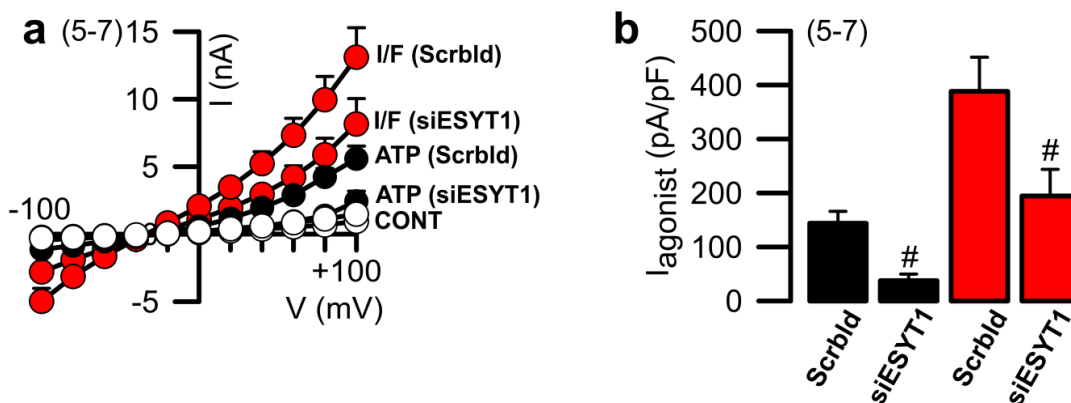 a (5-7)
15
10
5
-5
I (nA)
-100
+100
V (mV)
I/F (Scrbld)
I/F (siESYT1)
ATP (Scrbld)
ATP (siESYT1)
CONT
b (5-7)
500
400
300
200
100
0
Iagonist (pA/pF)
#
#
Scrbld
siESYT1
Scrbld
siESYT1